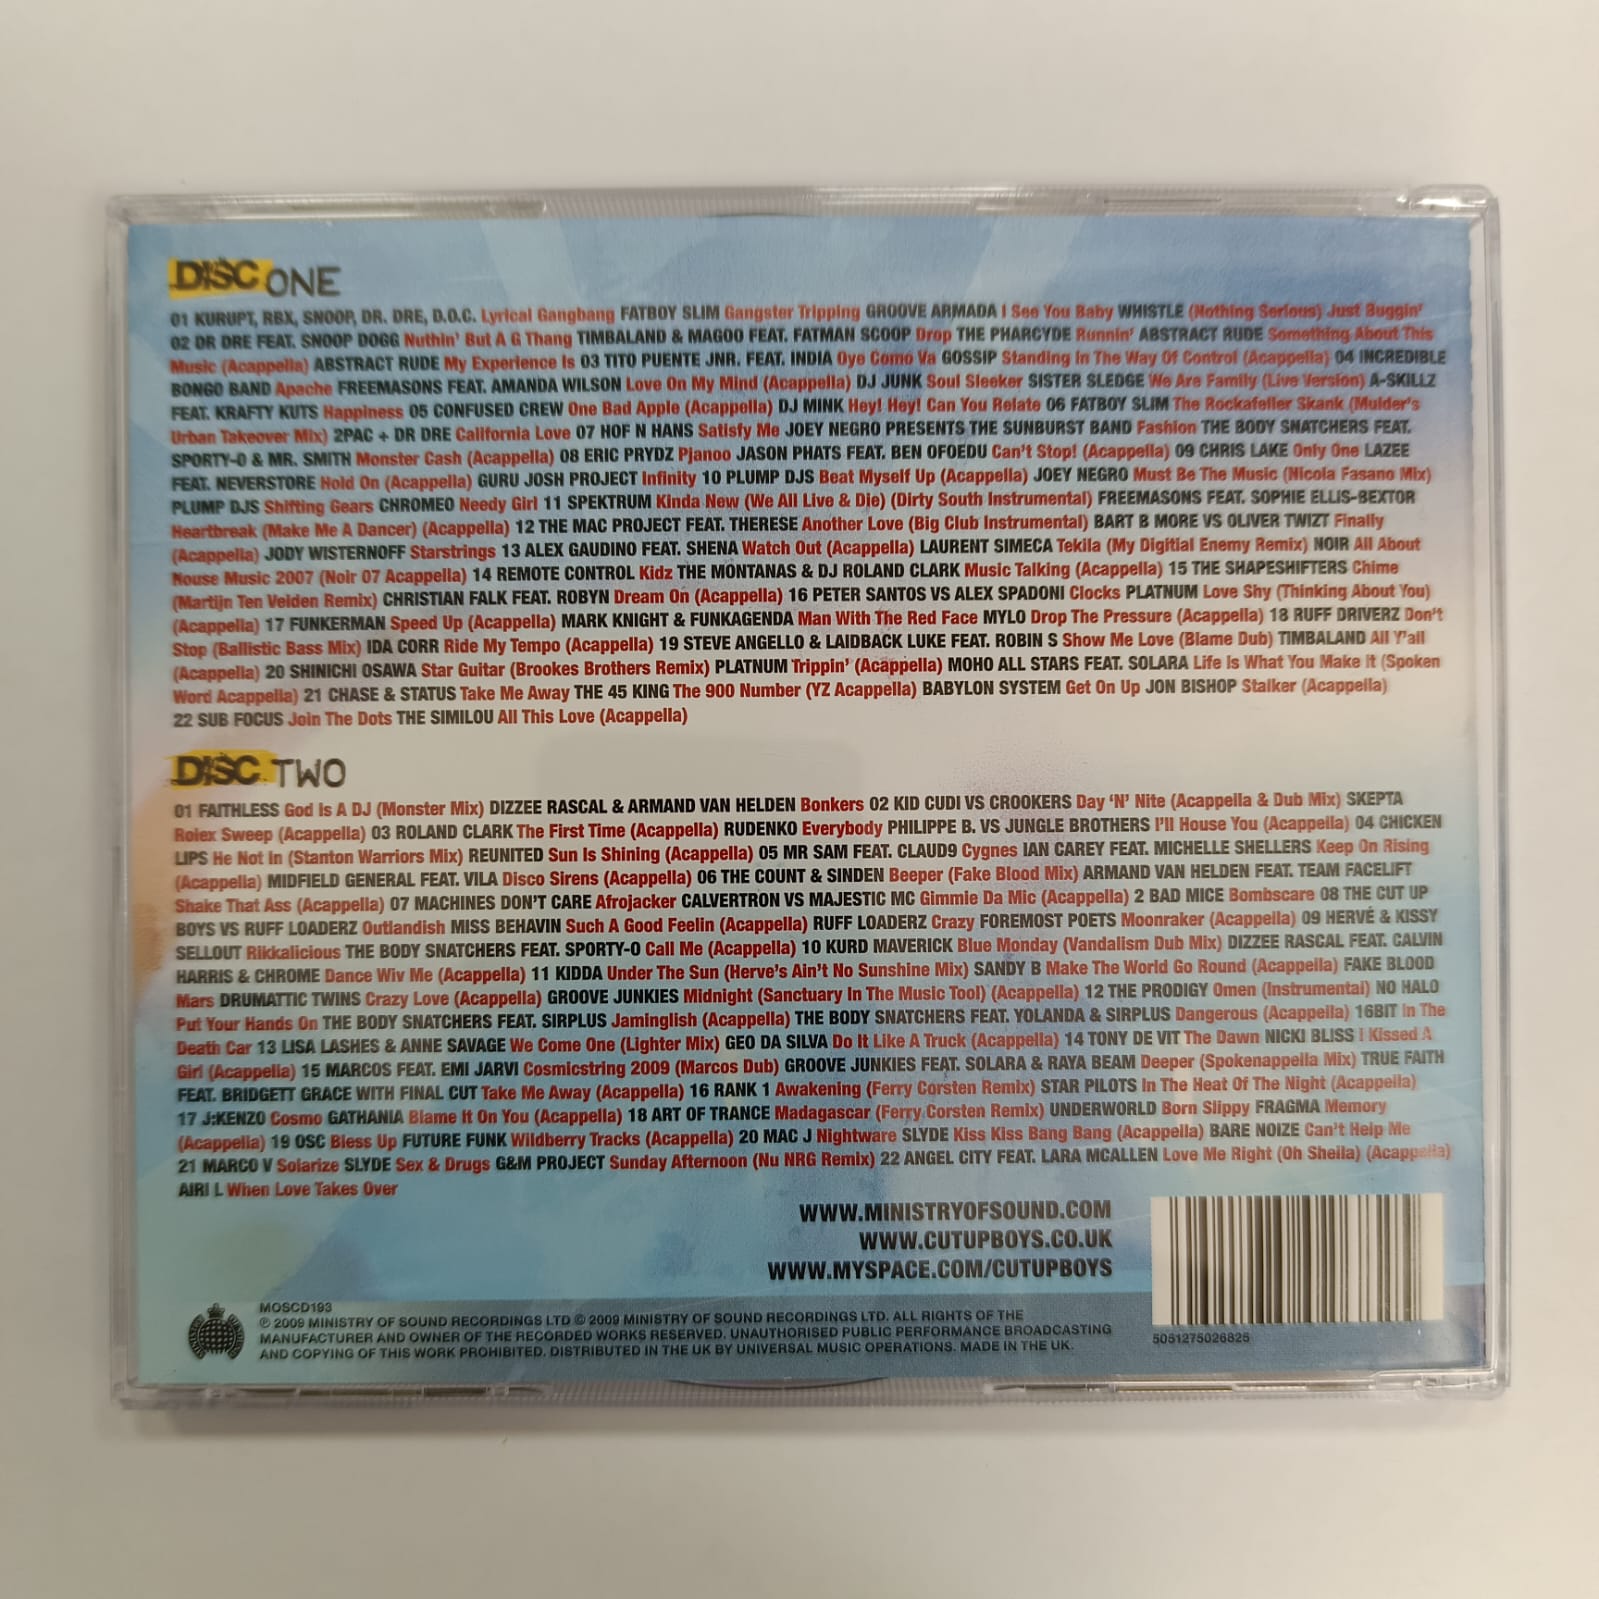 DISC ONE
01 KURUPT, RBX, SNOOP, DR. DRE, D.O.C. Lyrical Gangbang FATBOY SLIM Gangster Tripping GROOVE ARMADA I See You Baby WHISTLE (Nothing Serious) Just Buggin'
02 DR DRE FEAT. SNOOP DOGG Nuthin' But A G Thang TIMBALAND & MAGOO FEAT. FATMAN SCOOP Drop THE PHARCYDE Runnin' ABSTRACT RUDE Something About This
Music (Acappella) ABSTRACT RUDE My Experience Is 03 TITO PUENTE JNR. FEAT. INDIA Oye Como Va GOSSIP Standing In The Way Of Control (Acappella) 04 INCREDIBLE
BONGO BAND Apache FREEMASONS FEAT. AMANDA WILSON Love On My Mind (Acappella) DJ JUNK Soul Sleeker SISTER SLEDGE We Are Family (Live Version) A-SKILLZ
FEAT. KRAFTY KUTS Happiness 05 CONFUSED CREW One Bad Apple (Acappella) DJ MINK Hey! Hey! Can You Relate 06 FATBOY SLIM The Rockafeller Skank (Mulder's
Urban Takeover Mix) 2PAC + DR DRE California Love 07 HOF N HANS Satisfy Me JOEY NEGRO PRESENTS THE SUNBURST BAND Fashion THE BODY SNATCHERS FEAT.
SPORTY-O & MR. SMITH Monster Cash (Acappella) 08 ERIC PRYDZ Pjanoo JASON PHATS FEAT. BEN OFOEDU Can't Stop! (Acappella) 09 CHRIS LAKE Only One LAZEE
FEAT. NEVERSTORE Hold On (Acappella) GURU JOSH PROJECT Infinity 10 PLUMP DJS Beat Myself Up (Acappella) JOEY NEGRO Must Be The Music (Nicola Fasano Mix)
PLUMP DJS Shifting Gears CHROMEO Needy Girl 11 SPEKTRUM Kinda New (We All Live & Die) (Dirty South Instrumental) FREEMASONS FEAT. SOPHIE ELLIS-BEXTOR
Heartbreak (Make Me A Dancer) (Acappella) 12 THE MAC PROJECT FEAT. THERESE Another Love (Big Club Instrumental) BART B MORE VS OLIVER TWIZT Finally
(Acappella) JODY WISTERNOFF Starstrings 13 ALEX GAUDINO FEAT. SHENA Watch Out (Acappella) LAURENT SIMECA Tekila (My Digitial Enemy Remix) NOIR All About
House Music 2007 (Noir 07 Acappella) 14 REMOTE CONTROL Kidz THE MONTANAS & DJ ROLAND CLARK Music Talking (Acappella) 15 THE SHAPESHIFTERS Chime
(Martijn Ten Velden Remix) CHRISTIAN FALK FEAT. ROBYN Dream On (Acappella) 16 PETER SANTOS VS ALEX SPADONI Clocks PLATNUM Love Shy (Thinking About You)
(Acappella) 17 FUNKERMAN Speed Up (Acappella) MARK KNIGHT & FUNKAGENDA Man With The Red Face MYLO Drop The Pressure (Acappella) 18 RUFF DRIVERZ Don't
Stop (Ballistic Bass Mix) IDA CORR Ride My Tempo (Acappella) 19 STEVE ANGELLO & LAIDBACK LUKE FEAT. ROBIN S Show Me Love (Blame Dub) TIMBALAND All Y'all
(Acappella) 20 SHINICHI OSAWA Star Guitar (Brookes Brothers Remix) PLATNUM Trippin' (Acappella) MOHO ALL STARS FEAT. SOLARA Life Is What You Make It (Spoken
Word Acappella) 21 CHASE & STATUS Take Me Away THE 45 KING The 900 Number (YZ Acappella) BABYLON SYSTEM Get On Up JON BISHOP Stalker (Acappella)
22 SUB FOCUS Join The Dots THE SIMILOU All This Love (Acappella)
DISC TWO
01 FAITHLESS God Is A DJ (Monster Mix) DIZZEE RASCAL & ARMAND VAN HELDEN Bonkers 02 KID CUDI VS CROOKERS Day 'N' Nite (Acappella & Dub Mix) SKEPTA
Rolex Sweep (Acappella) 03 ROLAND CLARK The First Time (Acappella) RUDENKO Everybody PHILIPPE B. VS JUNGLE BROTHERS I'll House You (Acappella) 04 CHICKEN
LIPS He Not In (Stanton Warriors Mix) REUNITED Sun Is Shining (Acappella) 05 MR SAM FEAT. CLAUD9 Cygnes IAN CAREY FEAT. MICHELLE SHELLERS Keep On Rising
(Acappella) MIDFIELD GENERAL FEAT. VILA Disco Sirens (Acappella) 06 THE COUNT & SINDEN Beeper (Fake Blood Mix) ARMAND VAN HELDEN FEAT. TEAM FACELIFT
Shake That Ass (Acappella) 07 MACHINES DON'T CARE Afrojacker CALVERTRON VS MAJESTIC MC Gimmie Da Mic (Acappella) 2 BAD MICE Bombscare 08 THE CUT UP
BOYS VS RUFF LOADERZ Outlandish MISS BEHAVIN Such A Good Feelin (Acappella) RUFF LOADERZ Crazy FOREMOST POETS Moonraker (Acappella) 09 HERVÉ & KISSY
SELLOUT Rikkalicious THE BODY SNATCHERS FEAT. SPORTY-O Call Me (Acappella) 10 KURD MAVERICK Blue Monday (Vandalism Dub Mix) DIZZEE RASCAL FEAT. CALVIN
HARRIS & CHROME Dance Wiv Me (Acappella) 11 KIDDA Under The Sun (Herve's Ain't No Sunshine Mix) SANDY B Make The World Go Round (Acappella) FAKE BLOOD
Mars DRUMATTIC TWINS Crazy Love (Acappella) GROOVE JUNKIES Midnight (Sanctuary In The Music Tool) (Acappella) 12 THE PRODIGY Omen (Instrumental) NO HALO
Put Your Hands On THE BODY SNATCHERS FEAT. SIRPLUS Jaminglish (Acappella) THE BODY SNATCHERS FEAT. YOLANDA & SIRPLUS Dangerous (Acappella) 16BIT In The
Death Car 13 LISA LASHES & ANNE SAVAGE We Come One (Lighter Mix) GEO DA SILVA Do It Like A Truck (Acappella) 14 TONY DE VIT The Dawn NICKI BLISS I Kissed A
Girl (Acappella) 15 MARCOS FEAT. EMI JARVI Cosmicstring 2009 (Marcos Dub) GROOVE JUNKIES FEAT. SOLARA & RAYA BEAM Deeper (Spokenappella Mix) TRUE FAITH
FEAT. BRIDGETT GRACE WITH FINAL CUT Take Me Away (Acappella) 16 RANK 1 Awakening (Ferry Corsten Remix) STAR PILOTS In The Heat Of The Night (Acappella)
17 J:KENZO Cosmo GATHANIA Blame It On You (Acappella) 18 ART OF TRANCE Madagascar (Ferry Corsten Remix) UNDERWORLD Born Slippy FRAGMA Memory
(Acappella) 19 OSC Bless Up FUTURE FUNK Wildberry Tracks (Acappella) 20 MAC J Nightware SLYDE Kiss Kiss Bang Bang (Acappella) BARE NOIZE Can't Help Me
21 MARCO V Solarize SLYDE Sex & Drugs G&M PROJECT Sunday Afternoon (Nu NRG Remix) 22 ANGEL CITY FEAT. LARA MCALLEN Love Me Right (Oh Sheila) (Acappella)
AIRI L When Love Takes Over
WWW.MINISTRYOFSOUND.COM
WWW.CUTUPBOYS.CO.UK
WWW.MYSPACE.COM/CUTUPBOYS
MOSCD193
℗ 2009 MINISTRY OF SOUND RECORDINGS LTD © 2009 MINISTRY OF SOUND RECORDINGS LTD. ALL RIGHTS OF THE
MANUFACTURER AND OWNER OF THE RECORDED WORKS RESERVED. UNAUTHORISED PUBLIC PERFORMANCE BROADCASTING
AND COPYING OF THIS WORK PROHIBITED. DISTRIBUTED IN THE UK BY UNIVERSAL MUSIC OPERATIONS. MADE IN THE UK.
5051275026825